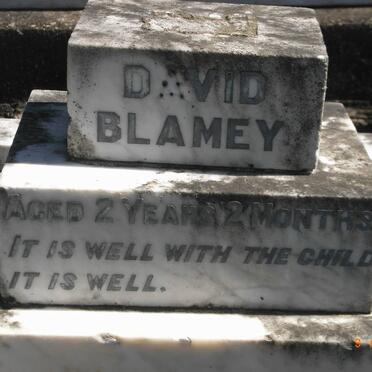 DAVID
BLAMEY
AGED 2 YEARS 2 MONTHS
IT IS WELL WITH THE CHILD
IT IS WELL.